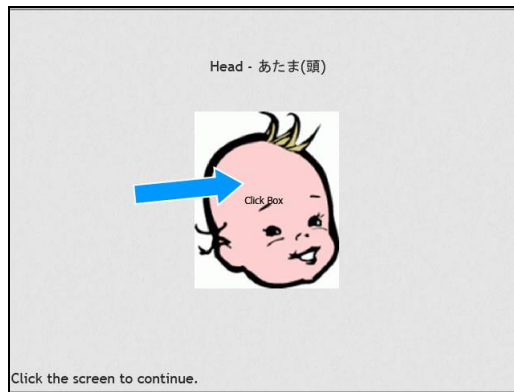 Head - あたま(頭)
Click Box
Click the screen to continue.